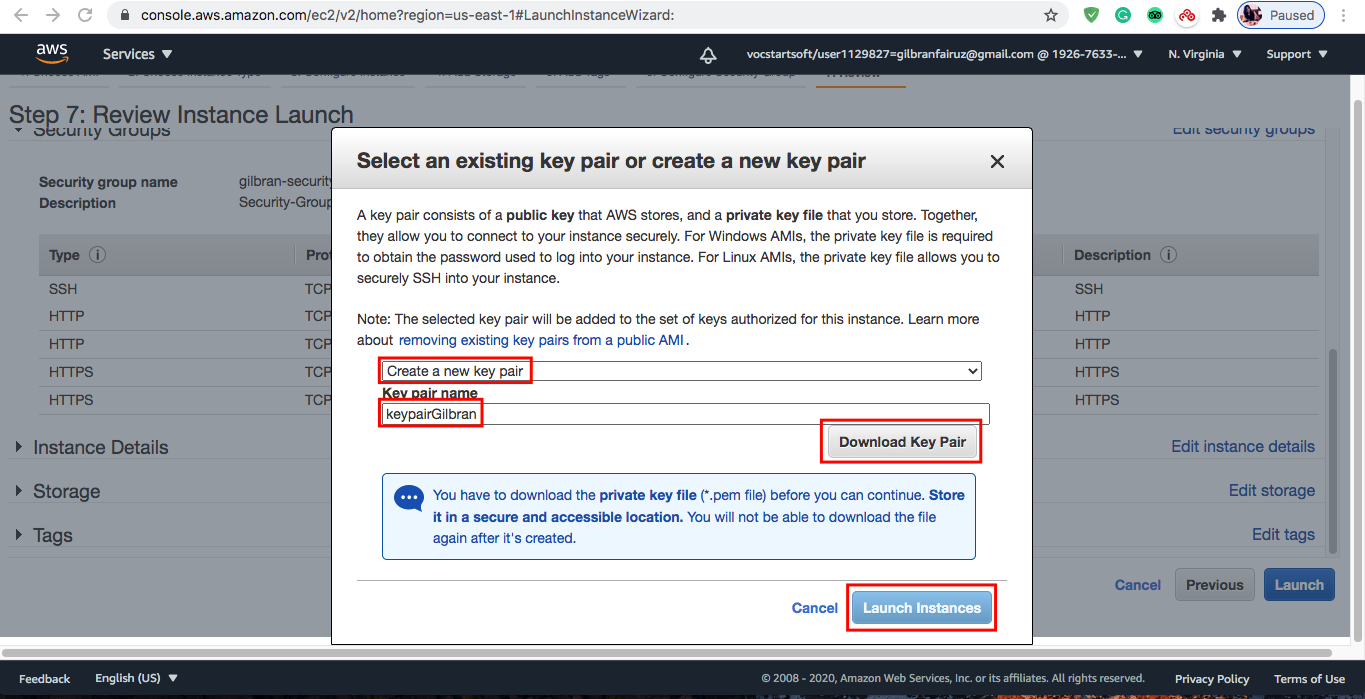 console.aws.amazon.com/ec2/v2/home?region=us-east-1#LaunchInstanceWizard:
Paused
aws
Services
vocstartsoft/user1129827=gilbranfairuz@gmail.com @ 1926-7633-...
N. Virginia
Support
Step 7: Review Instance Launch
Security Groups
Edit security groups
Security group name
gilbran-security
Description
Security-Group
Type
Description
SSH
TCP
SSH
HTTP
TCP
HTTP
HTTP
TCP
HTTP
HTTPS
TCP
HTTPS
HTTPS
TCP
HTTPS
Instance Details
Edit instance details
Storage
Edit storage
Tags
Edit tags
Cancel
Previous
Launch
Select an existing key pair or create a new key pair
A key pair consists of a public key that AWS stores, and a private key file that you store. Together,
they allow you to connect to your instance securely. For Windows AMIs, the private key file is required
to obtain the password used to log into your instance. For Linux AMIs, the private key file allows you to
securely SSH into your instance.
Note: The selected key pair will be added to the set of keys authorized for this instance. Learn more
about removing existing key pairs from a public AMI .
Create a new key pair
Key pair name
keypairGilbran
Download Key Pair
You have to download the private key file (*.pem file) before you can continue. Store
it in a secure and accessible location. You will not be able to download the file
again after it's created.
Cancel
Launch Instances
Feedback
English (US)
© 2008 - 2020, Amazon Web Services, Inc. or its affiliates. All rights reserved.
Privacy Policy
Terms of Use